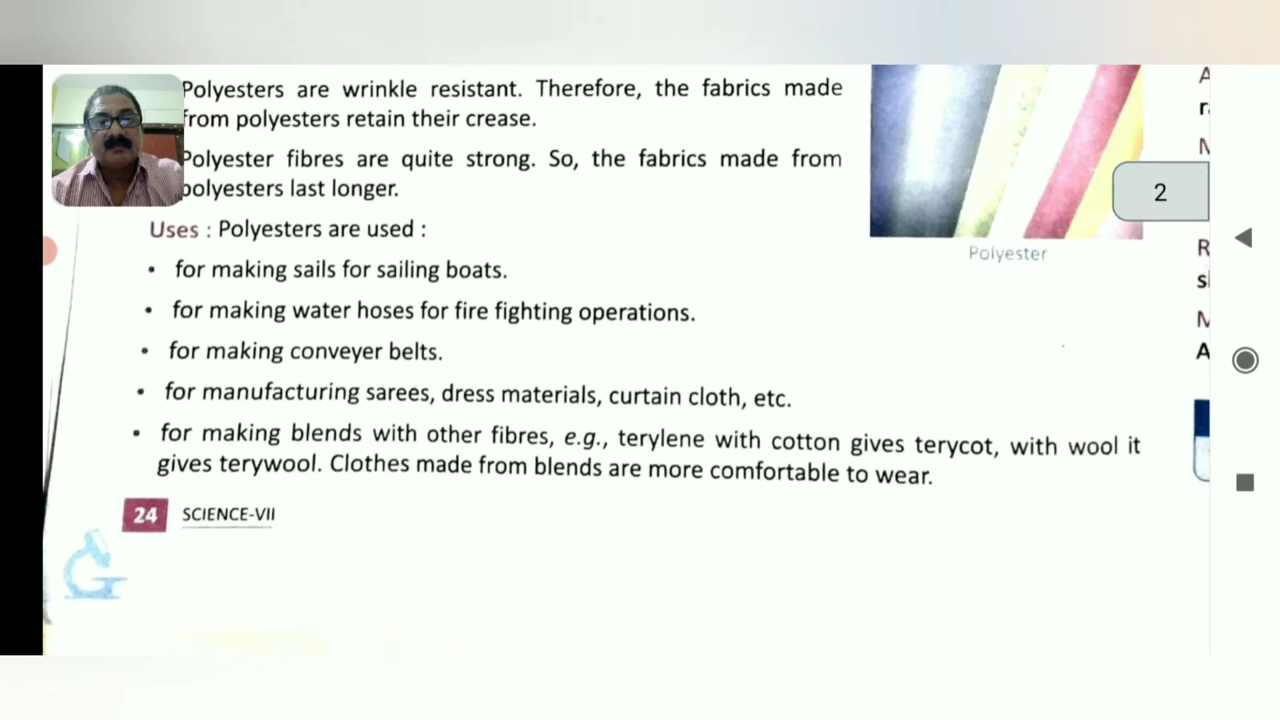 Polyesters are wrinkle resistant. Therefore, the fabrics made
from polyesters retain their crease.
Polyester fibres are quite strong. So, the fabrics made from
polyesters last longer.
Uses : Polyesters are used :
• for making sails for sailing boats.
• for making water hoses for fire fighting operations.
• for making conveyer belts.
• for manufacturing sarees, dress materials, curtain cloth, etc.
• for making blends with other fibres, e.g., terylene with cotton gives terycot, with wool it
gives terywool. Clothes made from blends are more comfortable to wear.
24 SCIENCE-VII
Polyester
2